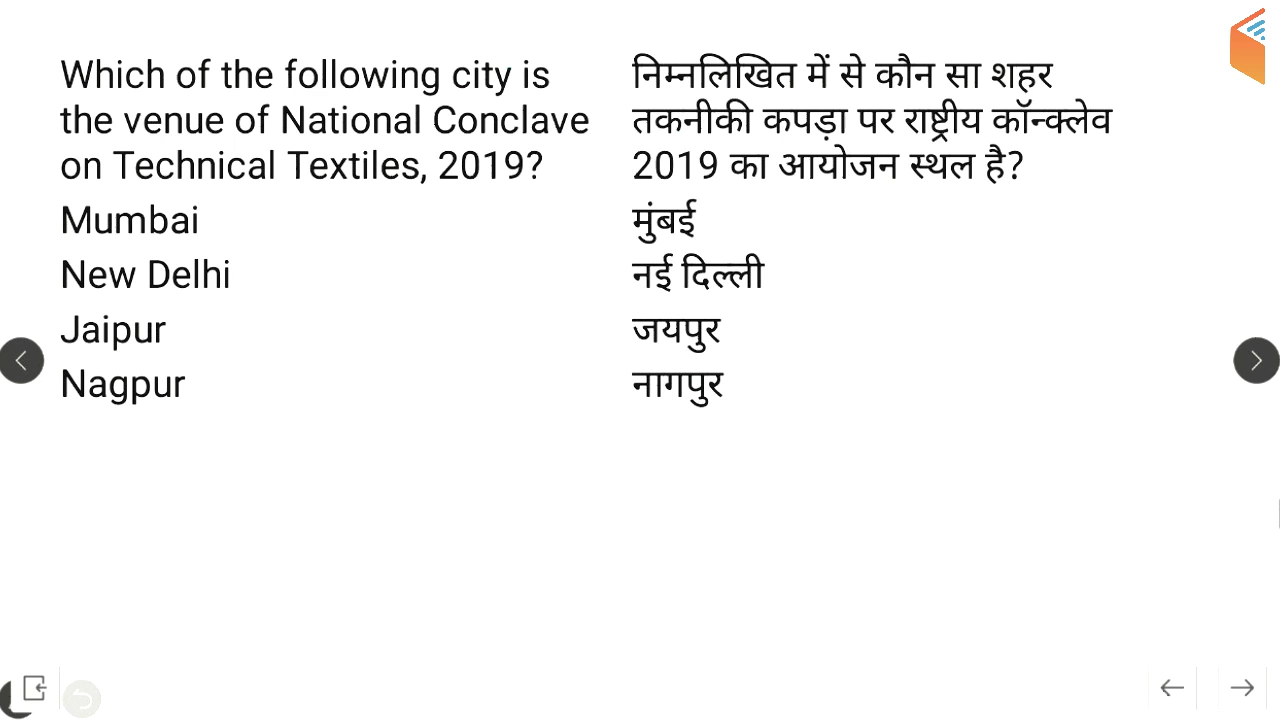 Which of the following city is
the venue of National Conclave
on Technical Textiles, 2019?
Mumbai
New Delhi
Jaipur
Nagpur
निम्नलिखित में से कौन सा शहर
तकनीकी कपड़ा पर राष्ट्रीय कॉन्क्लेव
2019 का आयोजन स्थल है?
मुंबई
नई दिल्ली
जयपुर
नागपुर